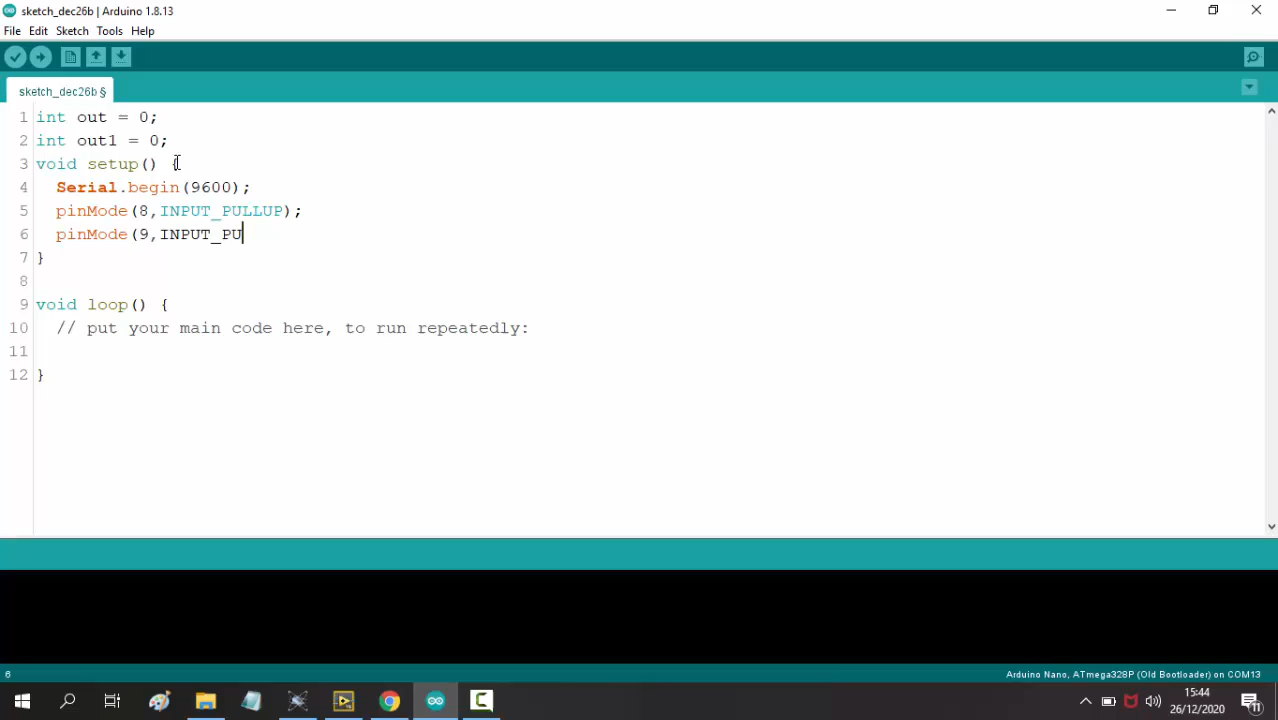 sketch_dec26b | Arduino 1.8.13
File Edit Sketch Tools Help
sketch_dec26b §
1 int out = 0;
2 int out1 = 0;
3 void setup() {
4 Serial.begin(9600);
5 pinMode(8,INPUT_PULLUP);
6 pinMode(9,INPUT_PU
7 }
8
9 void loop() {
10 // put your main code here, to run repeatedly:
11
12 }
6
Arduino Nano, ATmega328P (Old Bootloader) on COM13
15:44
26/12/2020
11